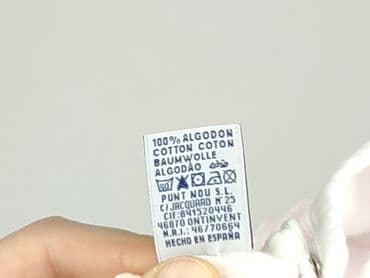 100% ALGODON
COTTON COTON
BAUMWOLLE
ALGODÃO
PUNT NOU S.L.
C/JACQUARD Nº25
CIF:B41520446
46870 ONTINYENT
N.R.I.: 46/70664
HECHO EN ESPAÑA